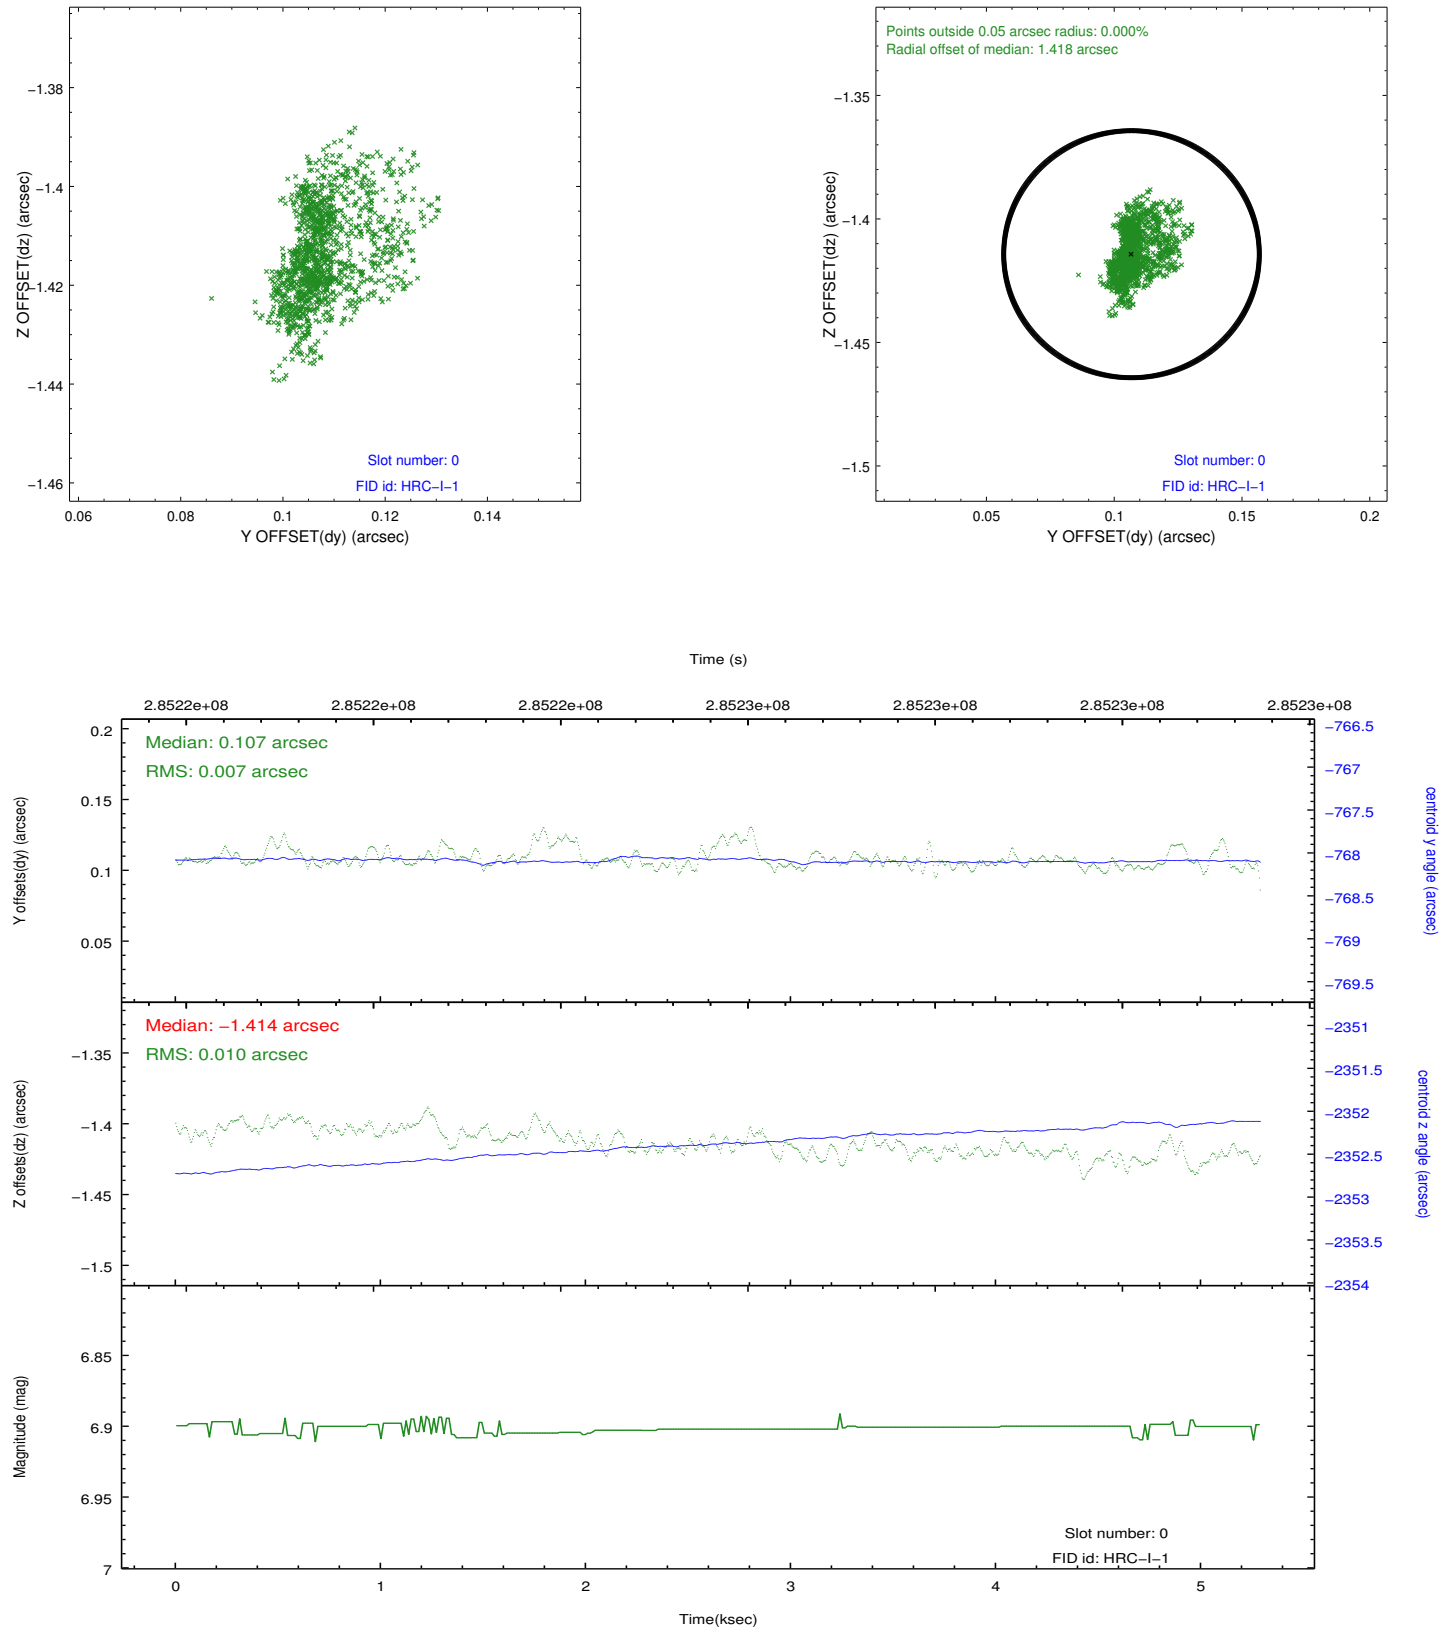 −1.38
−1.4
−1.42
−1.44
−1.46
0.06 0.08 0.1 0.12 0.14
Z OFFSET(dz) (arcsec)
Y OFFSET(dy) (arcsec)
Slot number: 0
FID id: HRC−I−1
Points outside 0.05 arcsec radius: 0.000%
Radial offset of median: 1.418 arcsec
−1.35
−1.4
−1.45
−1.5
0.05 0.1 0.15 0.2
Z OFFSET(dz) (arcsec)
Y OFFSET(dy) (arcsec)
Slot number: 0
FID id: HRC−I−1
Time (s)
2.8522e+08 2.8522e+08 2.8522e+08 2.8523e+08 2.8523e+08 2.8523e+08 2.8523e+08
Median: 0.107 arcsec
RMS: 0.007 arcsec
0.2
0.15
0.1
0.05
Y offsets(dy) (arcsec)
−766.5
−767
−767.5
−768
−768.5
−769
−769.5
centroid y angle (arcsec)
Median: −1.414 arcsec
RMS: 0.010 arcsec
−1.35
−1.4
−1.45
−1.5
Z offsets(dz) (arcsec)
−2351
−2351.5
−2352
−2352.5
−2353
−2353.5
−2354
centroid z angle (arcsec)
6.85
6.9
6.95
7
Magnitude (mag)
Slot number: 0
FID id: HRC−I−1
0 1 2 3 4 5
Time(ksec)